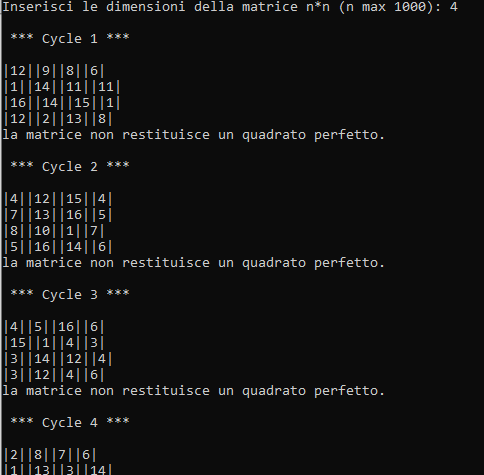 Inserisci le dimensioni della matrice n*n (n max 1000): 4
*** Cycle 1 ***
|12||9||8||6|
|1||14||11||11|
|16||14||15||1|
|12||2||13||8|
la matrice non restituisce un quadrato perfetto.
*** Cycle 2 ***
|4||12||15||4|
|7||13||16||5|
|8||10||1||7|
|5||16||14||6|
la matrice non restituisce un quadrato perfetto.
*** Cycle 3 ***
|4||5||16||6|
|15||1||4||3|
|3||14||12||4|
|3||12||4||6|
la matrice non restituisce un quadrato perfetto.
*** Cycle 4 ***
|2||8||7||6|
|1||13||3||14|